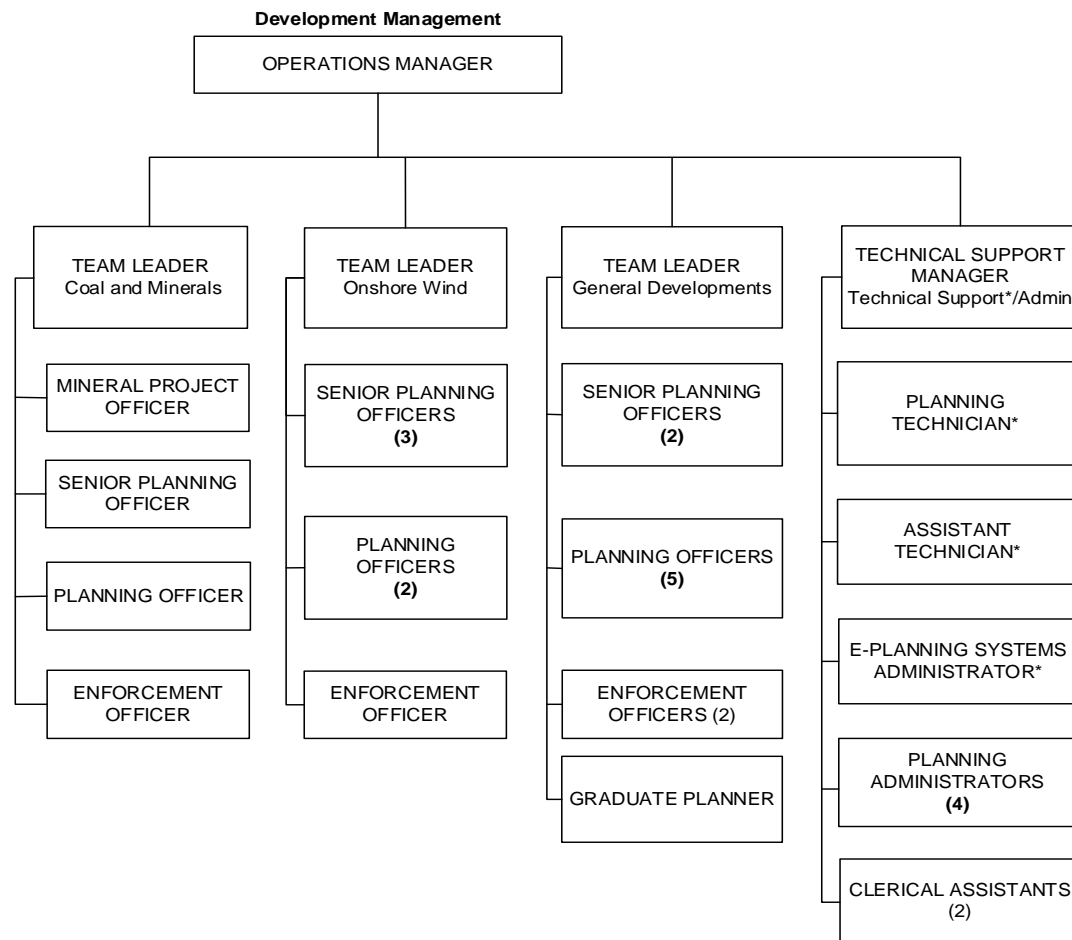 Development Management
OPERATIONS MANAGER
TEAM LEADER
Coal and Minerals
MINERAL PROJECT
OFFICER
SENIOR PLANNING
OFFICER
PLANNING OFFICER
ENFORCEMENT
OFFICER
TEAM LEADER
Onshore Wind
SENIOR PLANNING
OFFICERS
(3)
PLANNING
OFFICERS
(2)
ENFORCEMENT
OFFICER
TEAM LEADER
General Developments
SENIOR PLANNING
OFFICERS
(2)
PLANNING OFFICERS
(5)
ENFORCEMENT
OFFICERS (2)
GRADUATE PLANNER
TECHNICAL SUPPORT
MANAGER
Technical Support*/Admin
PLANNING
TECHNICIAN*
ASSISTANT
TECHNICIAN*
E-PLANNING SYSTEMS
ADMINISTRATOR*
PLANNING
ADMINISTRATORS
(4)
CLERICAL ASSISTANTS
(2)